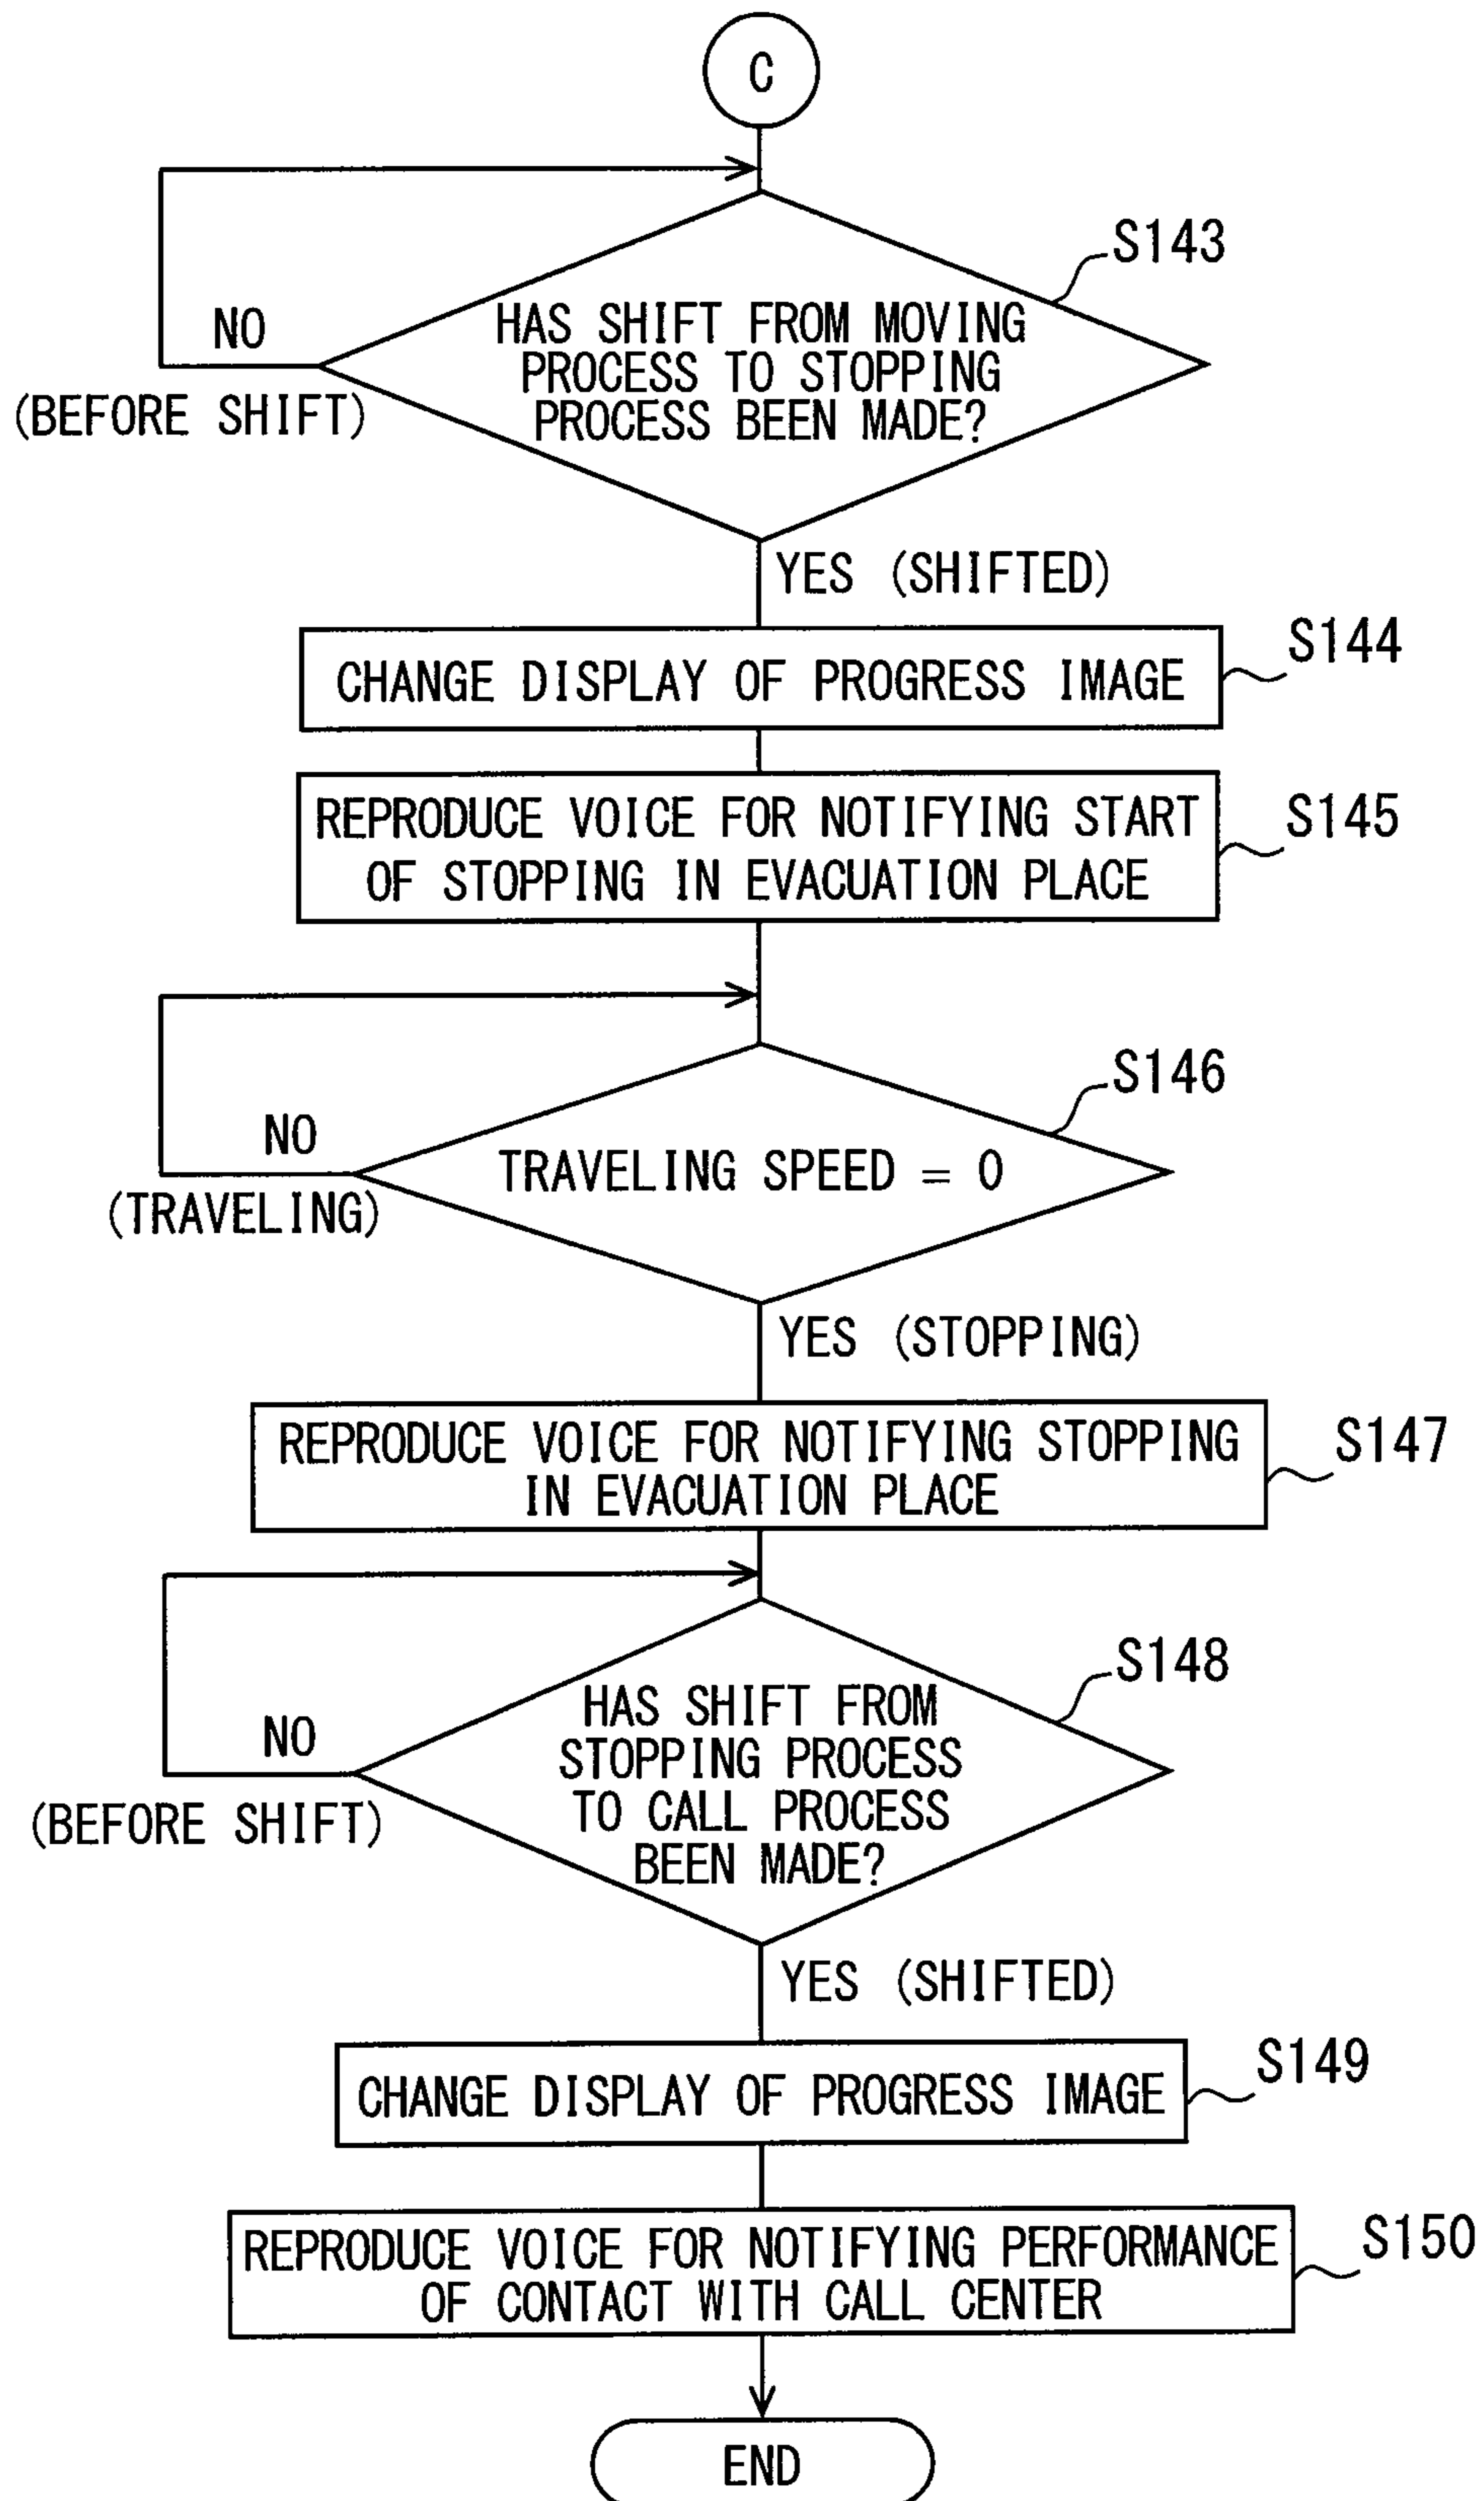 C
S143
HAS SHIFT FROM MOVING
PROCESS TO STOPPING
PROCESS BEEN MADE?
NO
(BEFORE SHIFT)
YES (SHIFTED)
S144
CHANGE DISPLAY OF PROGRESS IMAGE
S145
REPRODUCE VOICE FOR NOTIFYING START
OF STOPPING IN EVACUATION PLACE
S146
NO
TRAVELING SPEED = 0
(TRAVELING)
YES (STOPPING)
S147
REPRODUCE VOICE FOR NOTIFYING STOPPING
IN EVACUATION PLACE
S148
HAS SHIFT FROM
STOPPING PROCESS
TO CALL PROCESS
BEEN MADE?
NO
(BEFORE SHIFT)
YES (SHIFTED)
S149
CHANGE DISPLAY OF PROGRESS IMAGE
S150
REPRODUCE VOICE FOR NOTIFYING PERFORMANCE
OF CONTACT WITH CALL CENTER
END